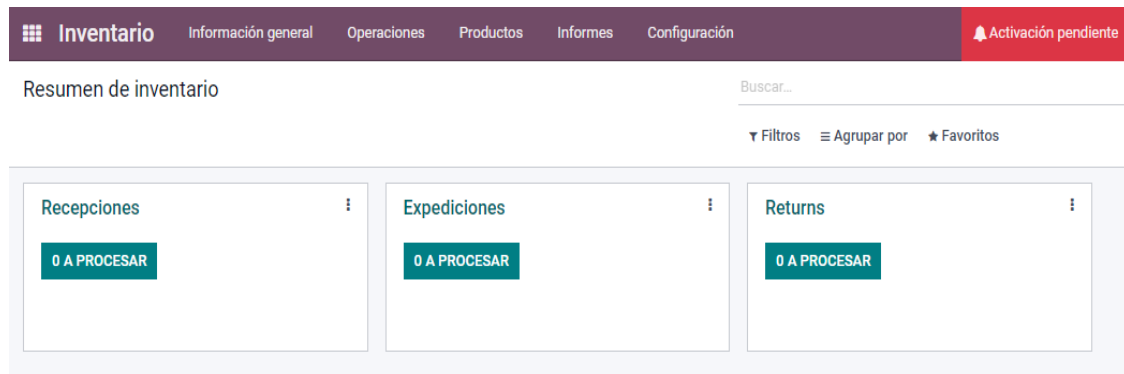 Inventario Información general Operaciones Productos Informes Configuración Activación pendiente
Resumen de inventario Buscar...
Filtros Agrupar por Favoritos
Recepciones Expediciones Returns
0 A PROCESAR 0 A PROCESAR 0 A PROCESAR